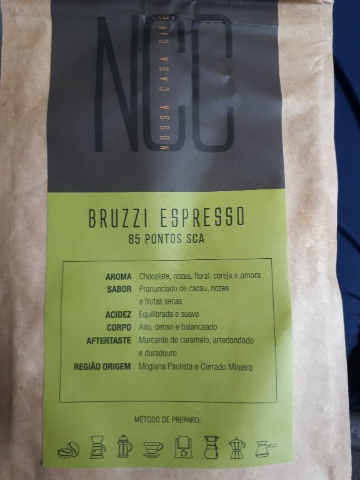 NCC
NOSSA CASA CAFÉ
BRUZZI ESPRESSO
85 PONTOS SCA
AROMA Chocolate, nozes, floral, cereja e amora
SABOR Pronunciado de cacau, nozes
e frutas secas
ACIDEZ Equilibrada e suave
CORPO Alto, denso e balanceado
AFTERTASTE Marcante de caramelo, arredondado
e duradouro
REGIÃO ORIGEM Mogiana Paulista e Cerrado Mineiro
MÉTODO DE PREPARO: